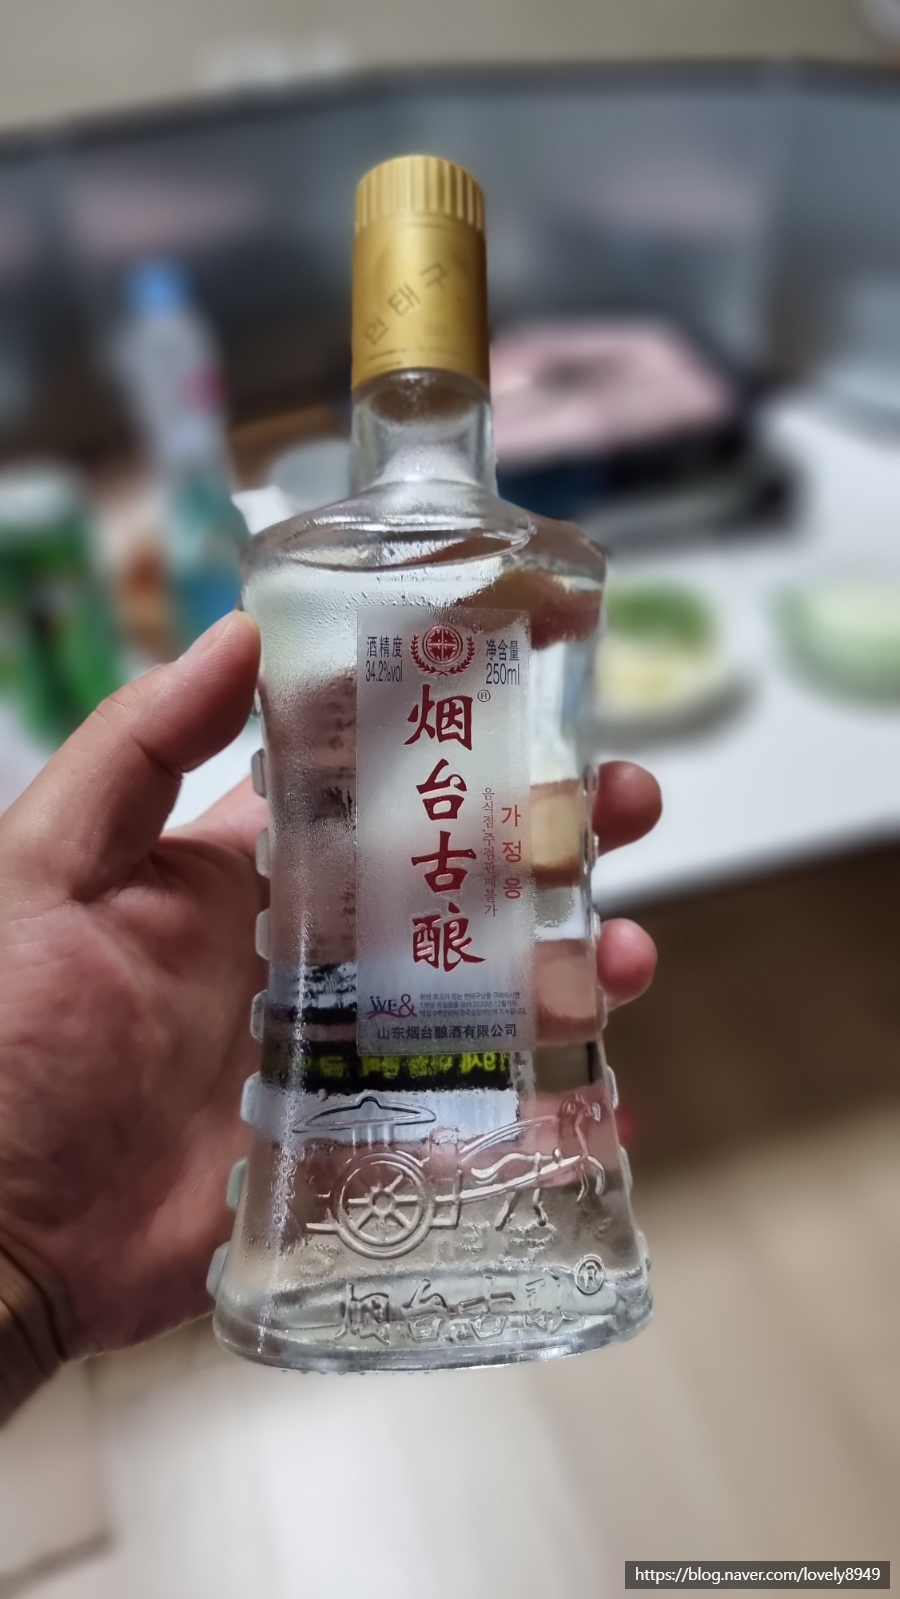 연태구
酒精度
34.2%vol
净含量
250ml
烟台古酿
®
가정용
음식점,주점판매불가
WE&
山东烟台酿酒有限公司
烟台古酿
®
https://blog.naver.com/lovely8949